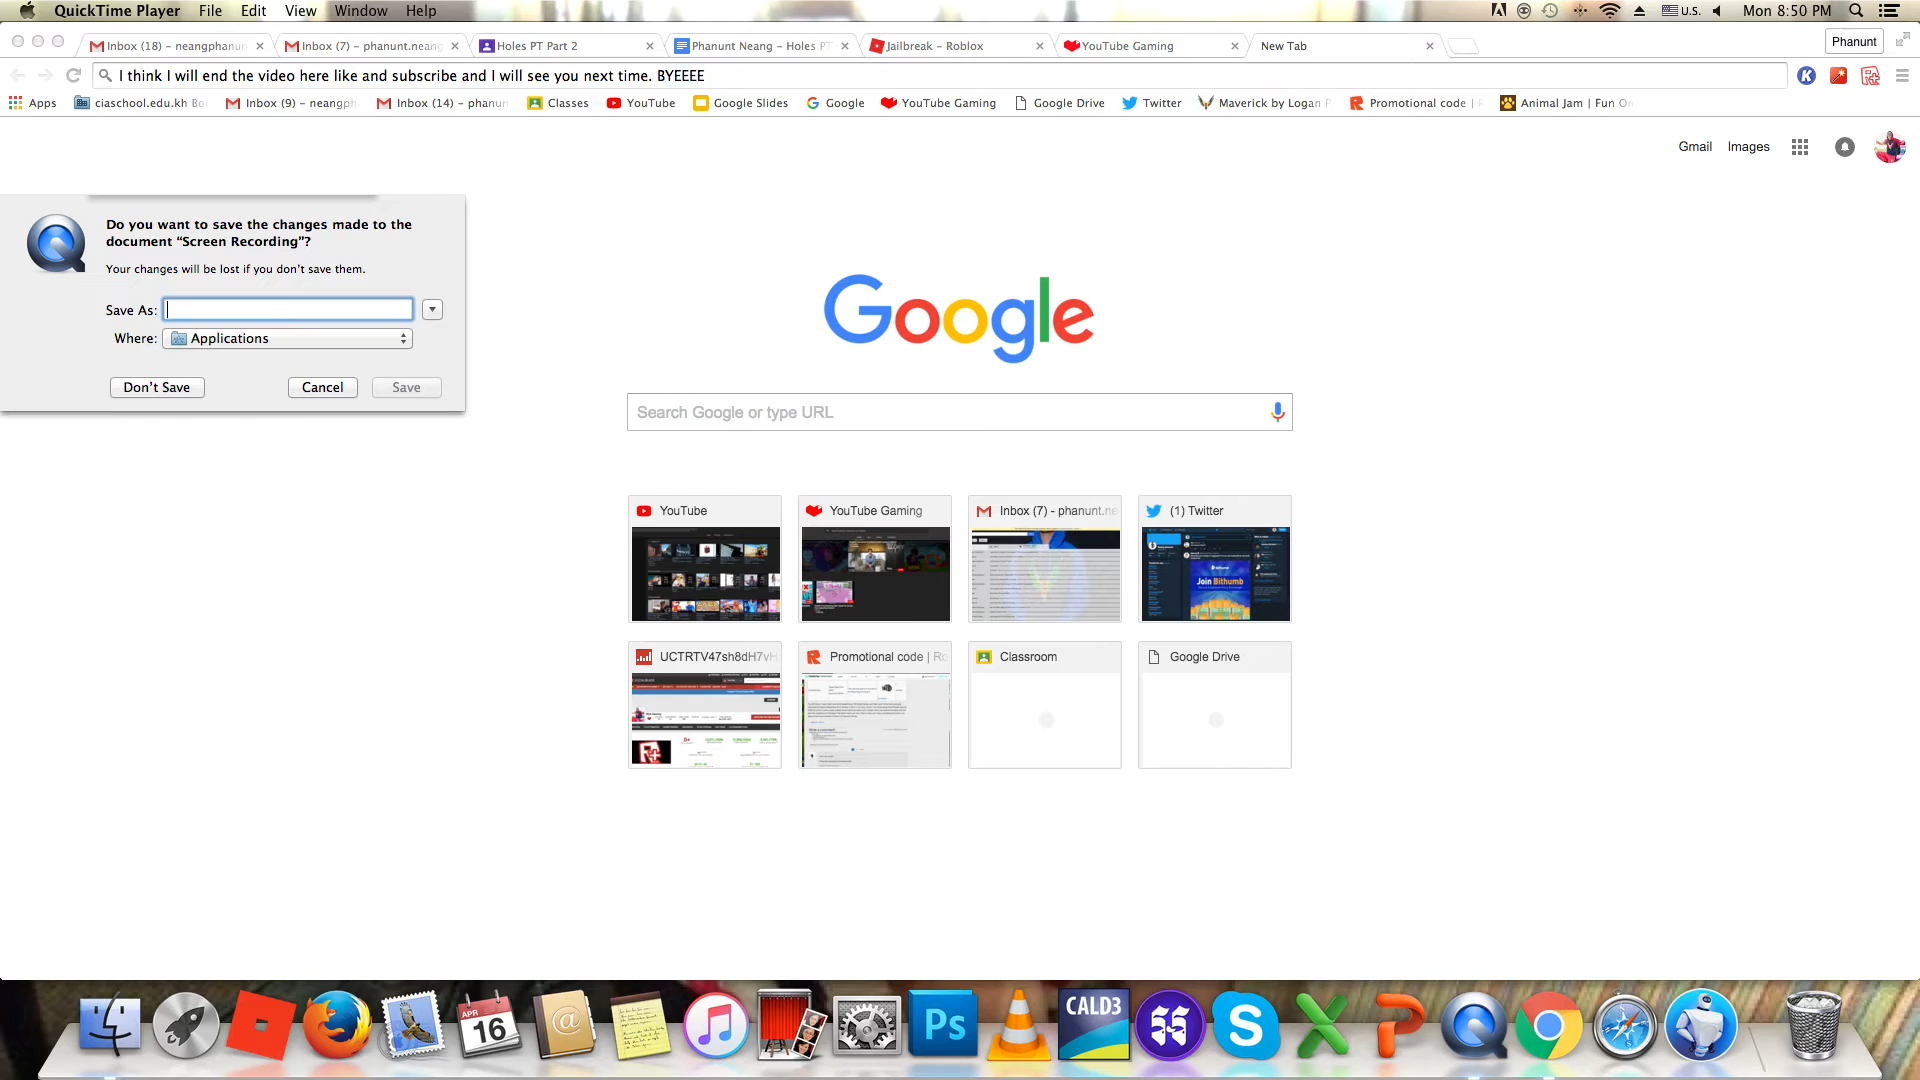 QuickTime Player File Edit View Window Help U.S. Mon 8:50 PM
Inbox (18) – neangphanun Inbox (7) – phanunt.neang Holes PT Part 2 Phanunt Neang – Holes PT Jailbreak – Roblox YouTube Gaming New Tab Phanunt
I think I will end the video here like and subscribe and I will see you next time. BYEEEE
Apps ciaschool.edu.kh Bo Inbox (9) – neangph Inbox (14) – phanun Classes YouTube Google Slides Google YouTube Gaming Google Drive Twitter Maverick by Logan P Promotional code | R Animal Jam | Fun On
Gmail Images
Do you want to save the changes made to the
document “Screen Recording”?
Your changes will be lost if you don’t save them.
Save As:
Where: Applications
Don’t Save Cancel Save
Google
Search Google or type URL
YouTube YouTube Gaming Inbox (7) - phanunt.ne (1) Twitter
Join Bithumb
UCTRTV47sh8dH7vH Promotional code | Ro Classroom Google Drive
APR
16
Ps
CALD3